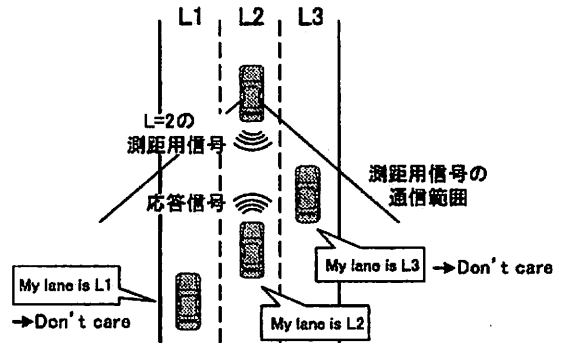 L1 L2 L3
L=2の
測距用信号
測距用信号の
通信範囲
応答信号
My lane is L3 →Don't care
My lane is L1
→Don't care
My lane is L2